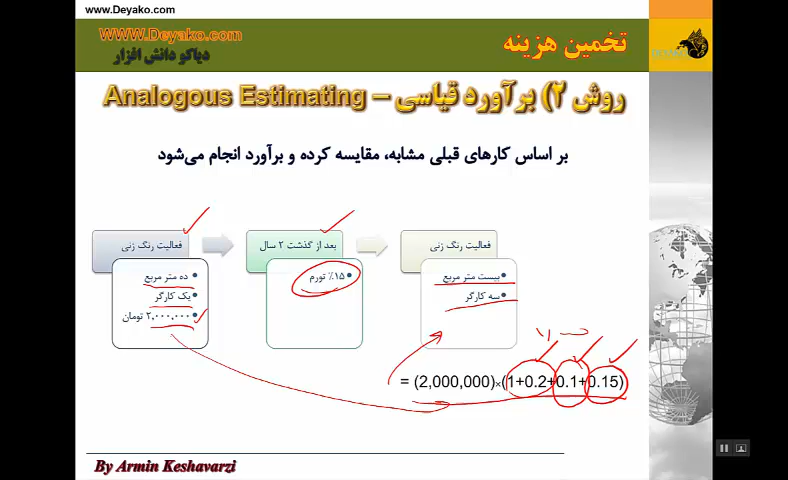 www.Deyako.com
WWW.Deyako.com
دیاکو دانش افزار
تخمین هزینه
DEYAKO
روش ۲) برآورد قیاسی – Analogous Estimating
بر اساس کارهای قبلی مشابه، مقایسه کرده و برآورد انجام می‌شود
فعالیت رنگ زنی
• ده متر مربع
• یک کارگر
• ۲,۰۰۰,۰۰۰ تومان
بعد از گذشت ۲ سال
• ۱۵٪ تورم
فعالیت رنگ زنی
• بیست متر مربع
• سه کارگر
= (2,000,000)×(1+0.2+0.1+0.15)
By Armin Keshavarzi